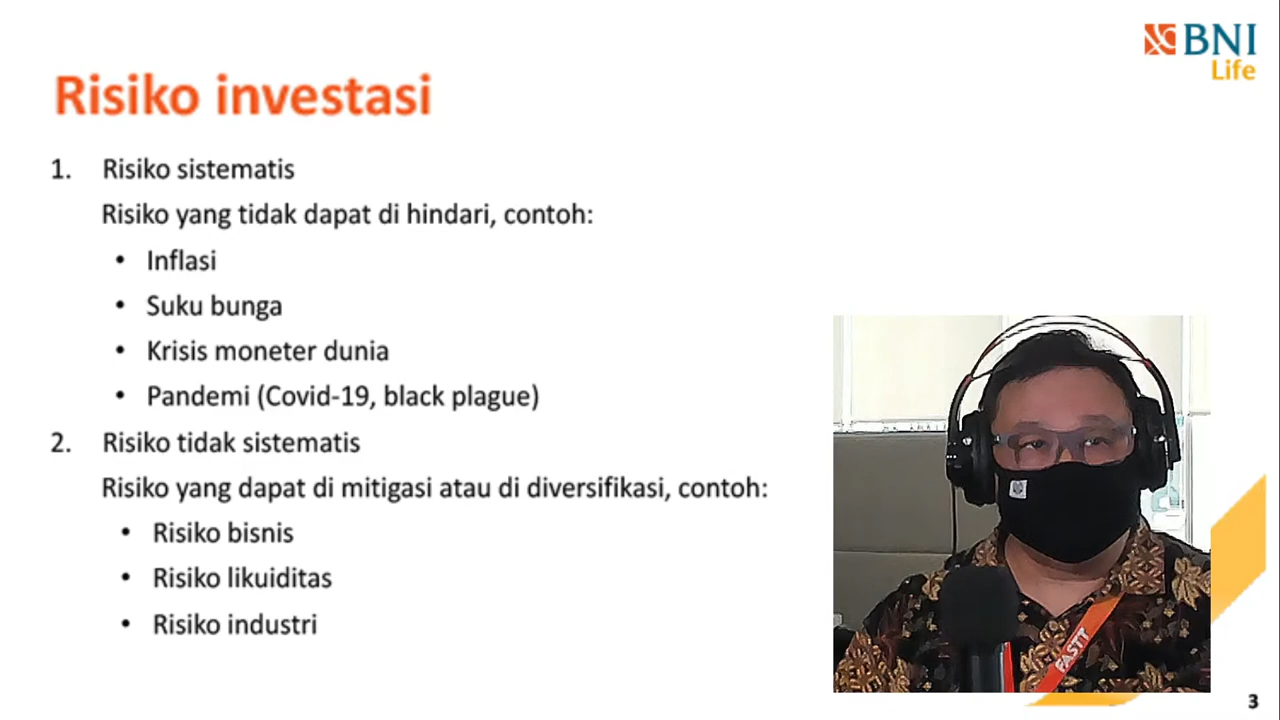 BNI
Life
Risiko investasi
1. Risiko sistematis
Risiko yang tidak dapat di hindari, contoh:
• Inflasi
• Suku bunga
• Krisis moneter dunia
• Pandemi (Covid-19, black plague)
2. Risiko tidak sistematis
Risiko yang dapat di mitigasi atau di diversifikasi, contoh:
• Risiko bisnis
• Risiko likuiditas
• Risiko industri
FASTT
3